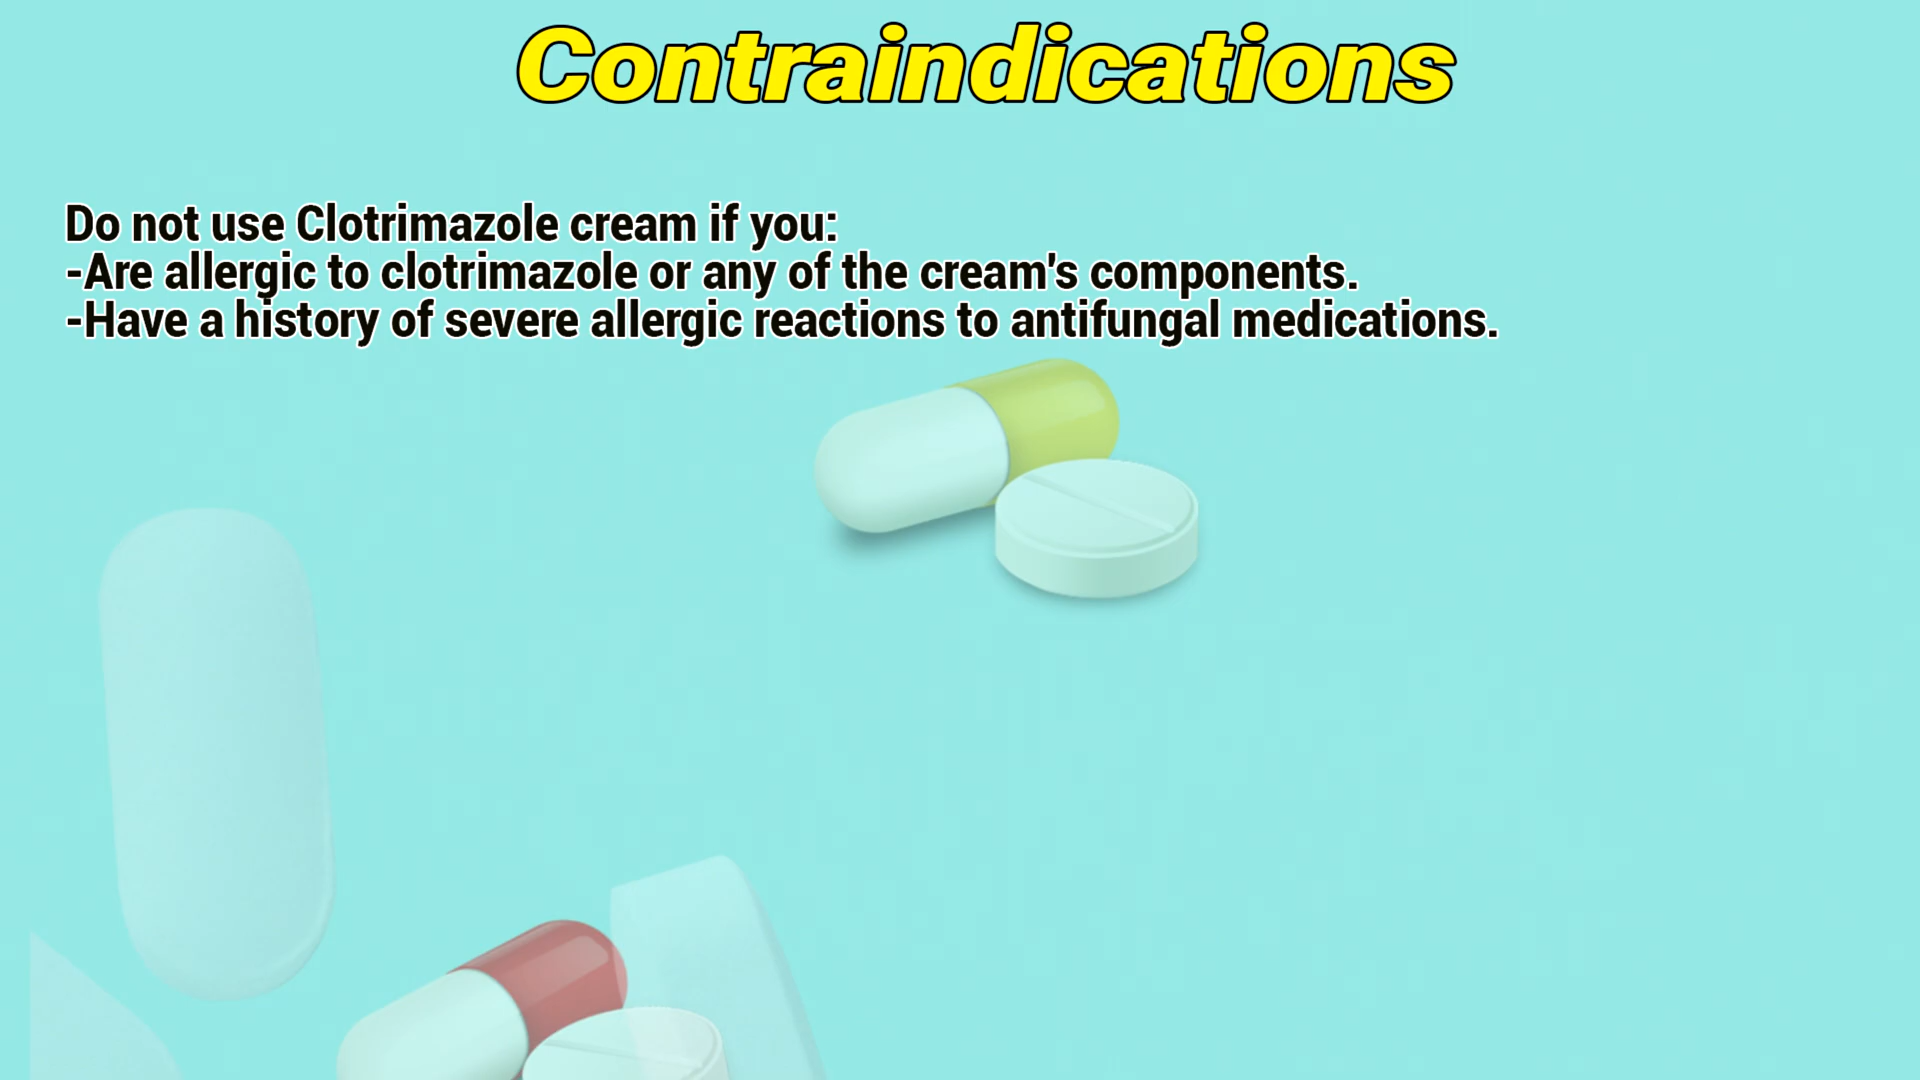 Contraindications
Do not use Clotrimazole cream if you:
-Are allergic to clotrimazole or any of the cream's components.
-Have a history of severe allergic reactions to antifungal medications.